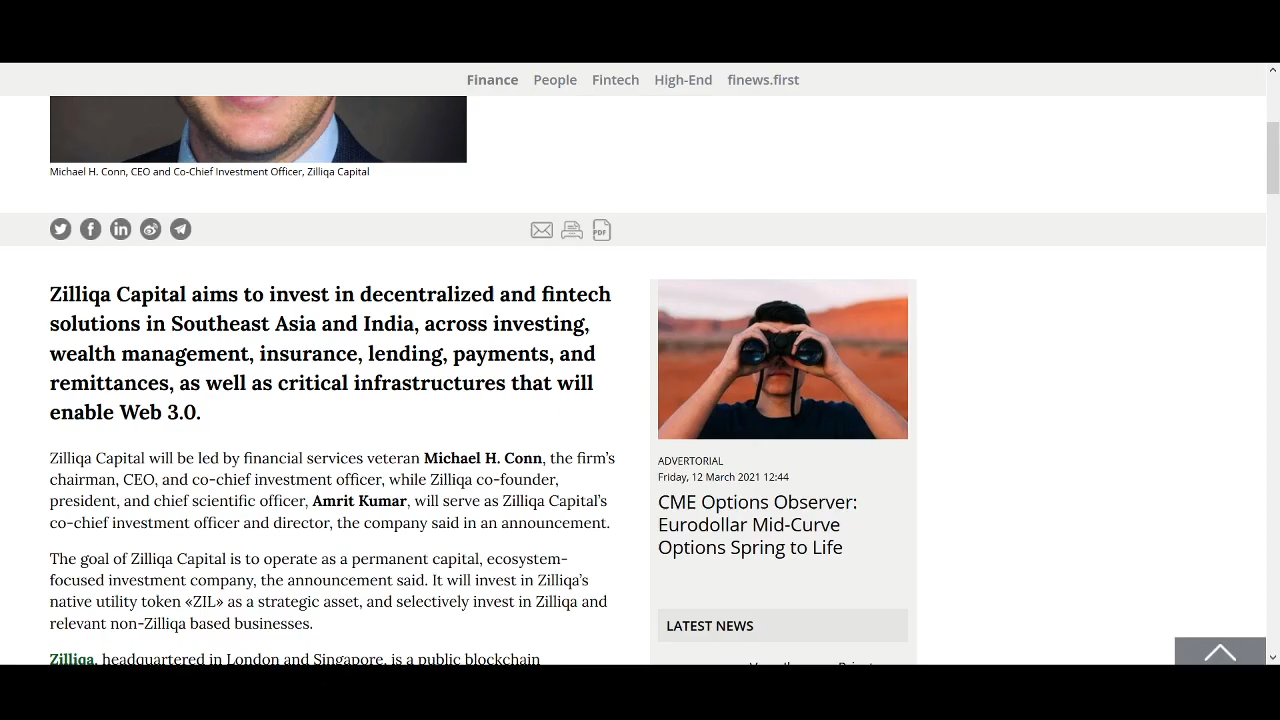 Finance People Fintech High-End finews.first
Michael H. Conn, CEO and Co-Chief Investment Officer, Zilliqa Capital
PDF
Zilliqa Capital aims to invest in decentralized and fintech
solutions in Southeast Asia and India, across investing,
wealth management, insurance, lending, payments, and
remittances, as well as critical infrastructures that will
enable Web 3.0.
Zilliqa Capital will be led by financial services veteran Michael H. Conn, the firm's
chairman, CEO, and co-chief investment officer, while Zilliqa co-founder,
president, and chief scientific officer, Amrit Kumar, will serve as Zilliqa Capital's
co-chief investment officer and director, the company said in an announcement.
The goal of Zilliqa Capital is to operate as a permanent capital, ecosystem-
focused investment company, the announcement said. It will invest in Zilliqa's
native utility token «ZIL» as a strategic asset, and selectively invest in Zilliqa and
relevant non-Zilliqa based businesses.
Zilliqa, headquartered in London and Singapore, is a public blockchain
ADVERTORIAL
Friday, 12 March 2021 12:44
CME Options Observer:
Eurodollar Mid-Curve
Options Spring to Life
LATEST NEWS